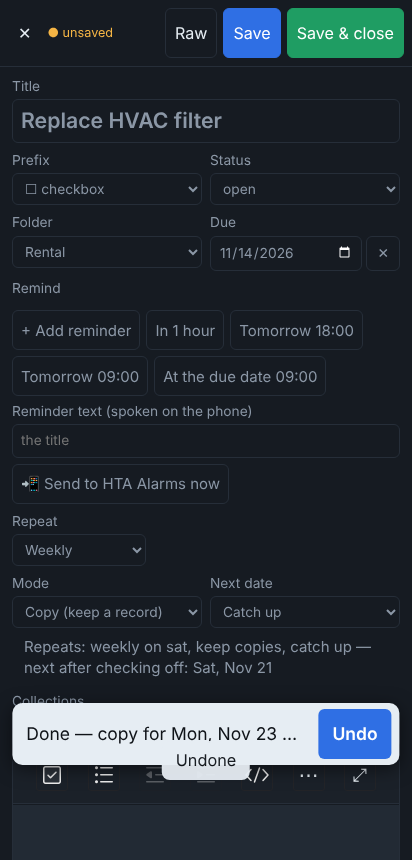 ✕ unsaved Raw Save Save & close
Title
Replace HVAC filter
Prefix Status
☐ checkbox open
Folder Due
Rental 11/14/2026 ✕
Remind
+ Add reminder In 1 hour Tomorrow 18:00
Tomorrow 09:00 At the due date 09:00
Reminder text (spoken on the phone)
the title
📲 Send to HTA Alarms now
Repeat
Weekly
Mode Next date
Copy (keep a record) Catch up
Repeats: weekly on sat, keep copies, catch up —
next after checking off: Sat, Nov 21
Collections
Done — copy for Mon, Nov 23 ... Undo
Undone